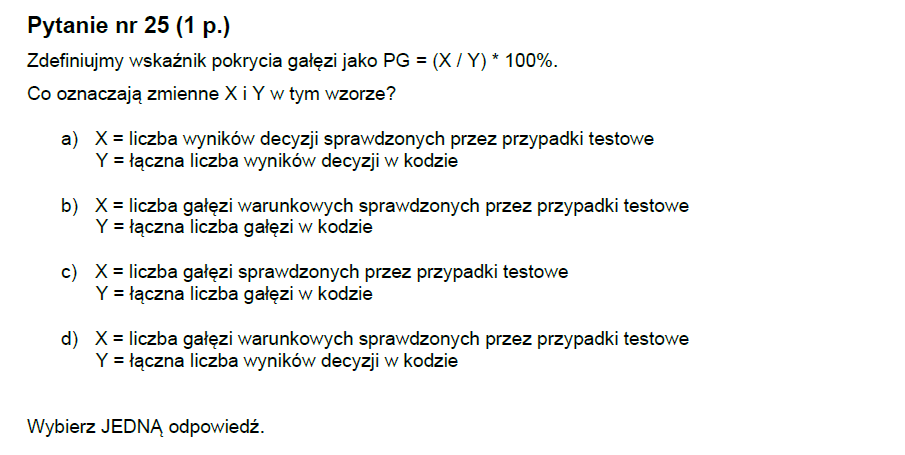 Pytanie nr 25 (1 p.)
Zdefiniujmy wskaźnik pokrycia gałęzi jako PG = (X / Y) * 100%.
Co oznaczają zmienne X i Y w tym wzorze?
a) X = liczba wyników decyzji sprawdzonych przez przypadki testowe
Y = łączna liczba wyników decyzji w kodzie
b) X = liczba gałęzi warunkowych sprawdzonych przez przypadki testowe
Y = łączna liczba gałęzi w kodzie
c) X = liczba gałęzi sprawdzonych przez przypadki testowe
Y = łączna liczba gałęzi w kodzie
d) X = liczba gałęzi warunkowych sprawdzonych przez przypadki testowe
Y = łączna liczba wyników decyzji w kodzie
Wybierz JEDNĄ odpowiedź.